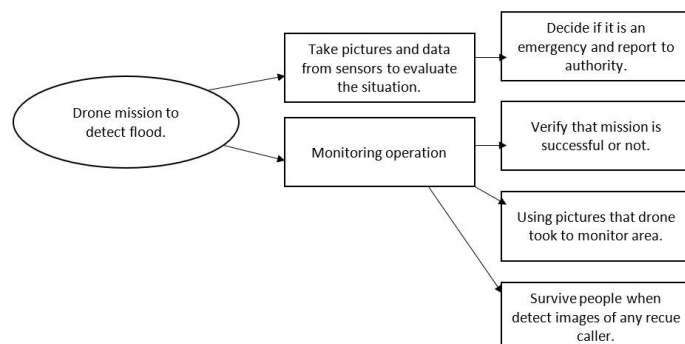 Drone mission to
detect flood.
Take pictures and data
from sensors to evaluate
the situation.
Monitoring operation
Decide if it is an
emergency and report to
authority.
Verify that mission is
successful or not.
Using pictures that drone
took to monitor area.
Survive people when
detect images of any recue
caller.